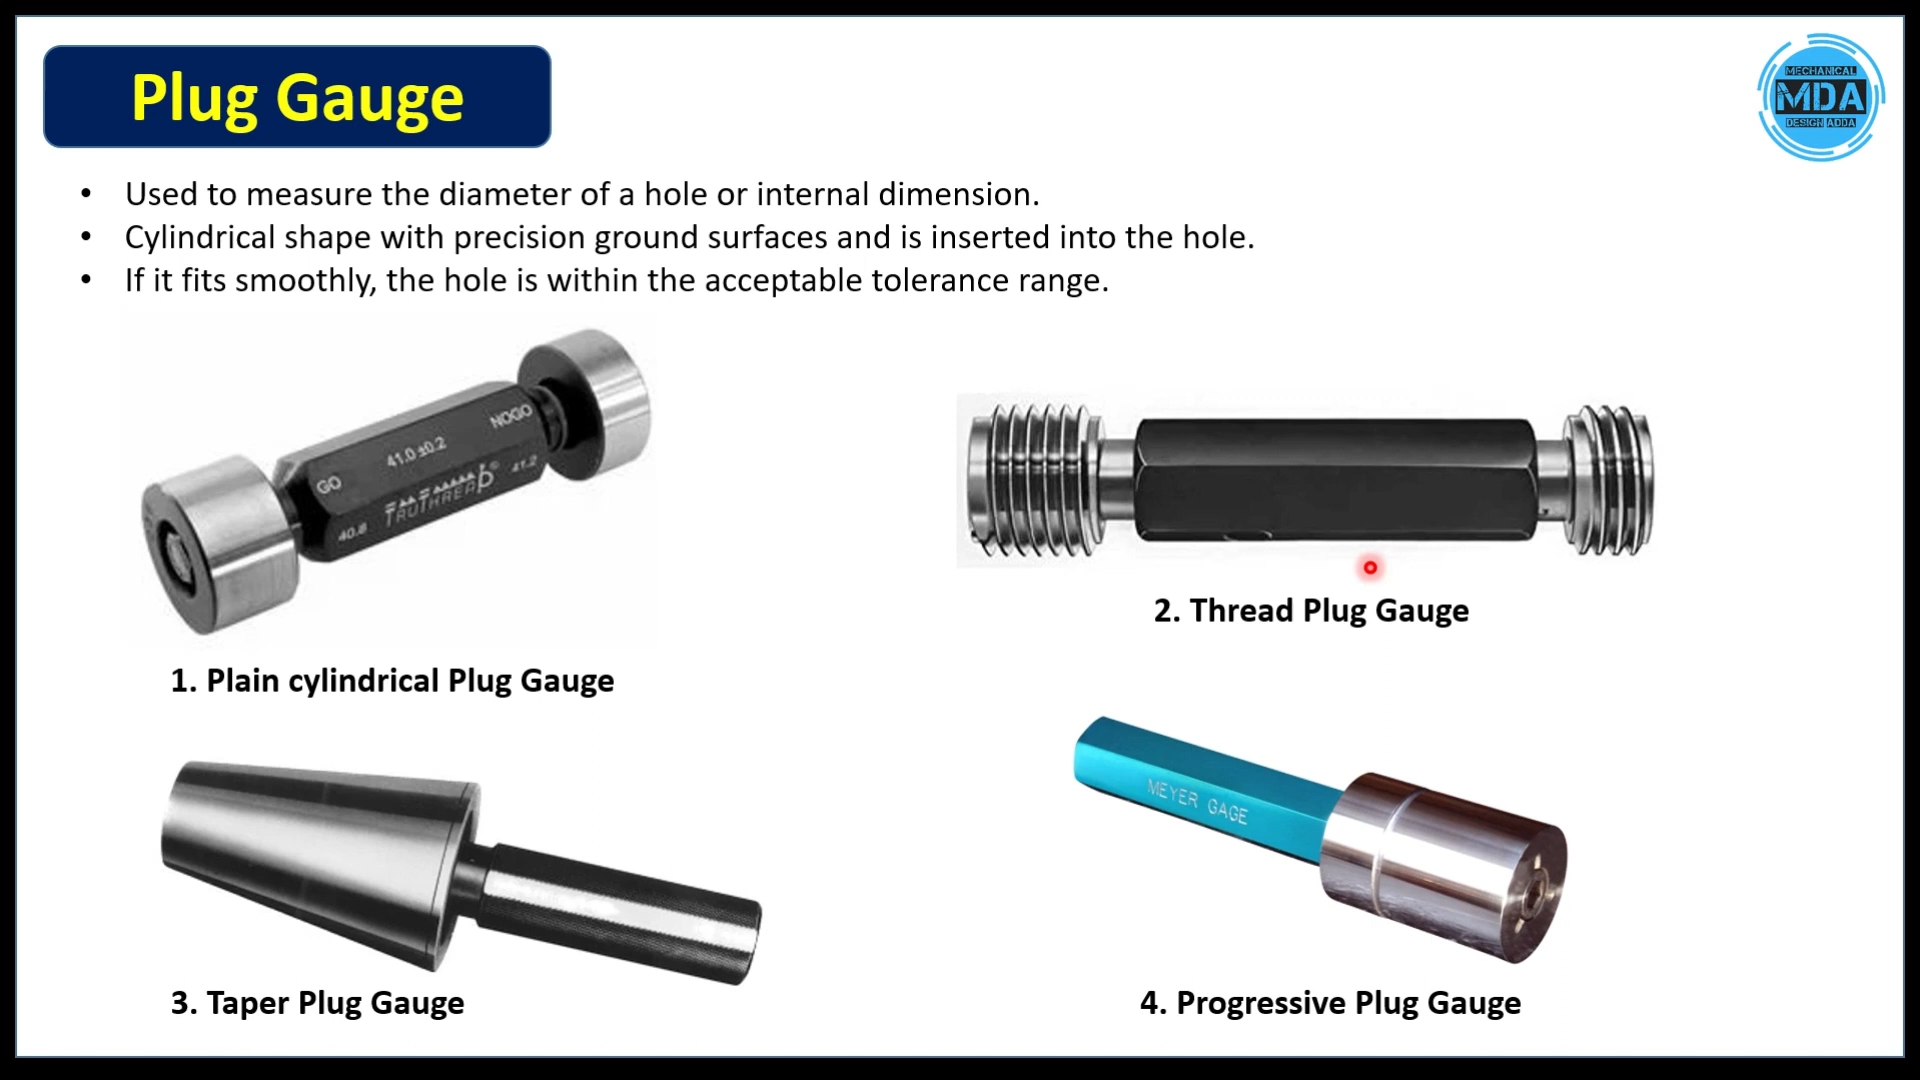 Plug Gauge
MECHANICAL
MDA
DESIGN ADDA
• Used to measure the diameter of a hole or internal dimension.
• Cylindrical shape with precision ground surfaces and is inserted into the hole.
• If it fits smoothly, the hole is within the acceptable tolerance range.
GO
41.0 ±0.2
NOGO
40.8
TRUTHREAD®
41.2
1. Plain cylindrical Plug Gauge
2. Thread Plug Gauge
MEYER GAGE
3. Taper Plug Gauge
4. Progressive Plug Gauge